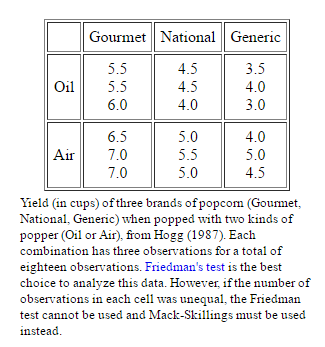 Gourmet National Generic
5.5 4.5 3.5
Oil 5.5 4.5 4.0
6.0 4.0 3.0
6.5 5.0 4.0
Air 7.0 5.5 5.0
7.0 5.0 4.5
Yield (in cups) of three brands of popcorn (Gourmet,
National, Generic) when popped with two kinds of
popper (Oil or Air), from Hogg (1987). Each
combination has three observations for a total of
eighteen observations. Friedman's test is the best
choice to analyze this data. However, if the number of
observations in each cell was unequal, the Friedman
test cannot be used and Mack-Skillings must be used
instead.